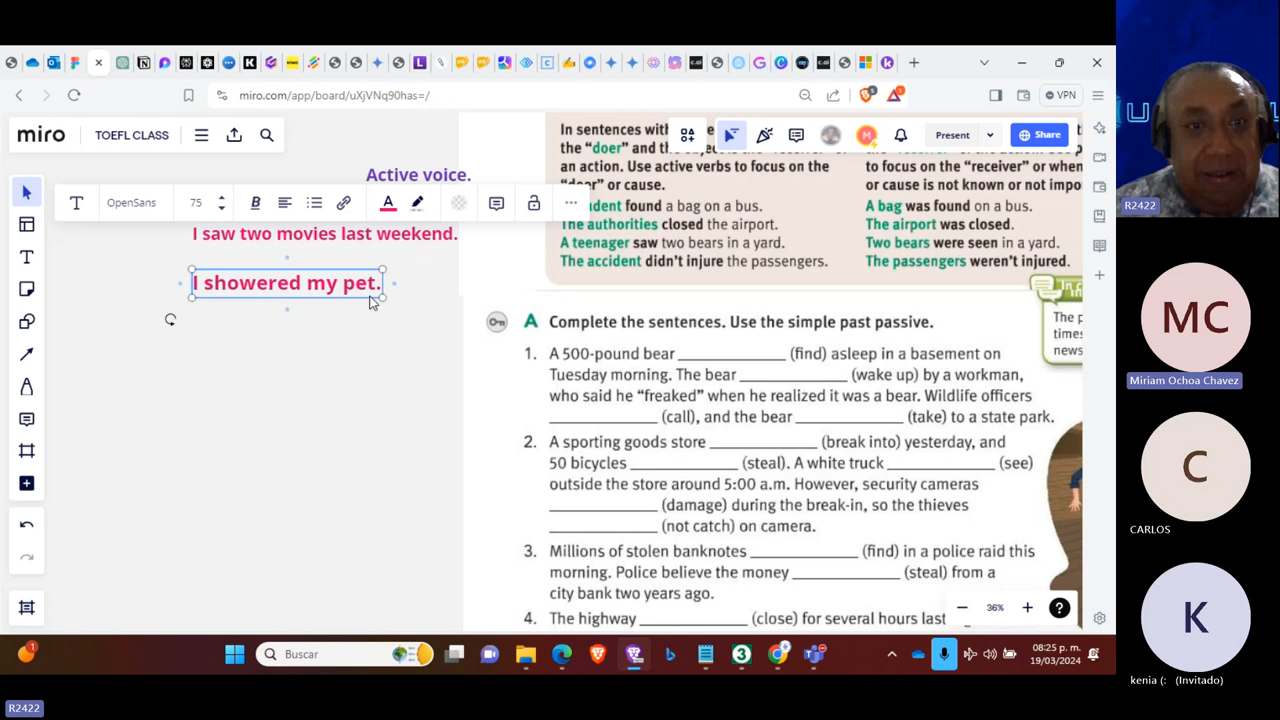 miro.com/app/board/uXjVNq90has=/
VPN
miro
TOEFL CLASS
Present
Share
Active voice.
OpenSans
75
B
A
I saw two movies last weekend.
I showered my pet.
In sentences with
the "doer" and
an action. Use active verbs to focus on the
or cause.
found a bag on a bus.
The authorities closed the airport.
A teenager saw two bears in a yard.
The accident didn't injure the passengers.
to focus on the "receiver" or when
or cause is not known or not impo
A bag was found on a bus.
The airport was closed.
Two bears were seen in a yard.
The passengers weren't injured.
The p
times
news
A Complete the sentences. Use the simple past passive.
1. A 500-pound bear ____________ (find) asleep in a basement on
Tuesday morning. The bear ____________ (wake up) by a workman,
who said he "freaked" when he realized it was a bear. Wildlife officers
____________ (call), and the bear ____________ (take) to a state park.
2. A sporting goods store ____________ (break into) yesterday, and
50 bicycles ____________ (steal). A white truck ____________ (see)
outside the store around 5:00 a.m. However, security cameras
____________ (damage) during the break-in, so the thieves
____________ (not catch) on camera.
3. Millions of stolen banknotes ____________ (find) in a police raid this
morning. Police believe the money ____________ (steal) from a
city bank two years ago.
4. The highway ____________ (close) for several hours last
36%
Buscar
08:25 p. m.
19/03/2024
R2422
MC
Miriam Ochoa Chavez
C
CARLOS
K
kenia (: (Invitado)
R2422